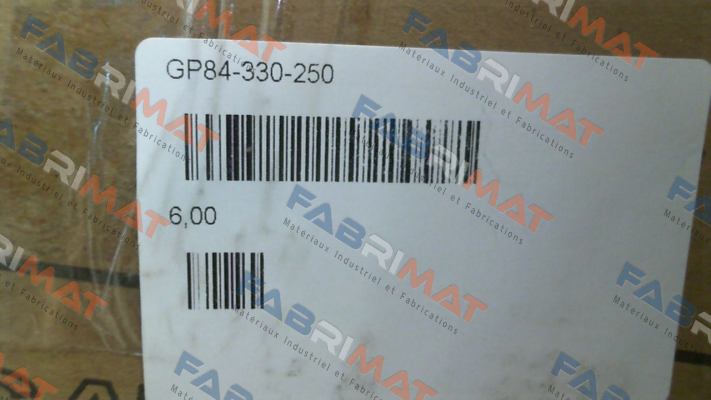 GP84-330-250
6,00
FABRIMAT
Materiaux Industriel et Fabrications